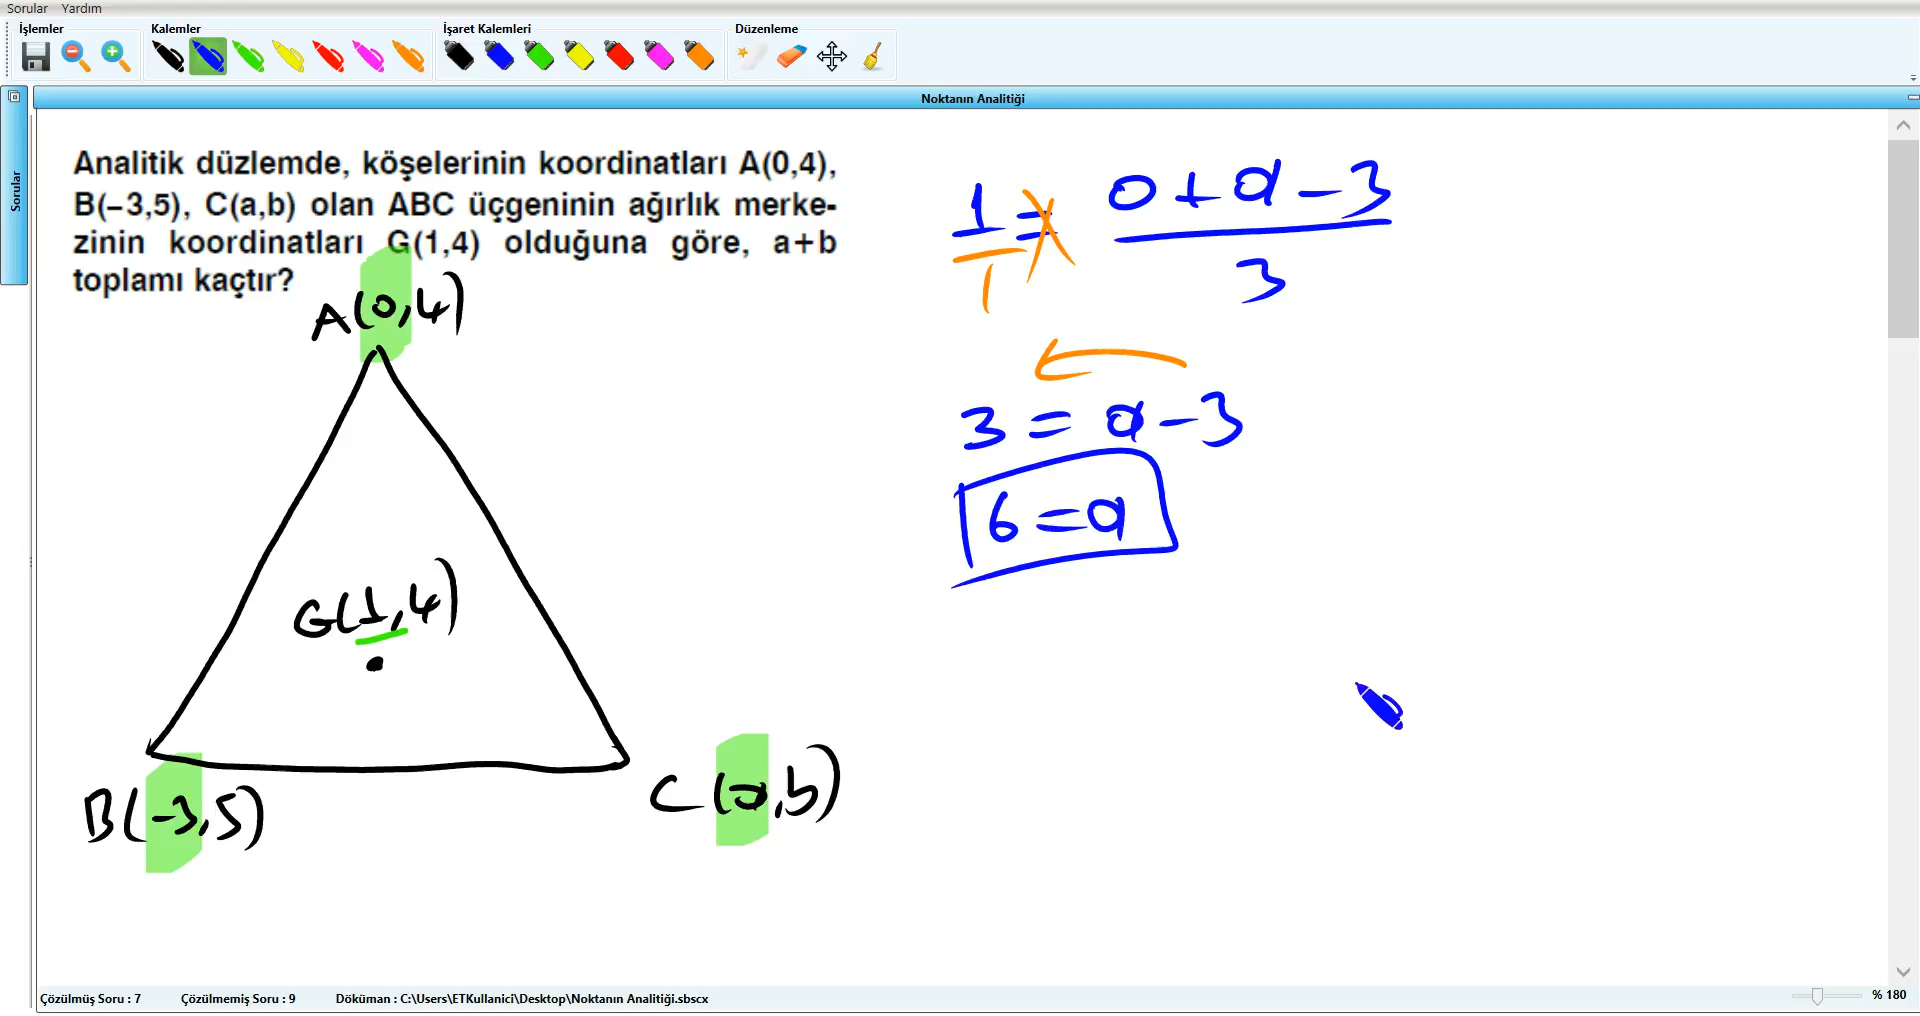 Sorular Yardım
İşlemler Kalemler İşaret Kalemleri Düzenleme
Noktanın Analitiği
Sorular
Analitik düzlemde, köşelerinin koordinatları A(0,4),
B(−3,5), C(a,b) olan ABC üçgeninin ağırlık merke-
zinin koordinatları G(1,4) olduğuna göre, a+b
toplamı kaçtır?
A(0,4)
G(1,4)
B(-3,5)
C(a,b)
1/1 = (0+a-3)/3
3 = a-3
6 = a
Çözülmüş Soru : 7 Çözülmemiş Soru : 9 Döküman : C:\Users\ETKullanici\Desktop\Noktanın Analitiği.sbscx % 180